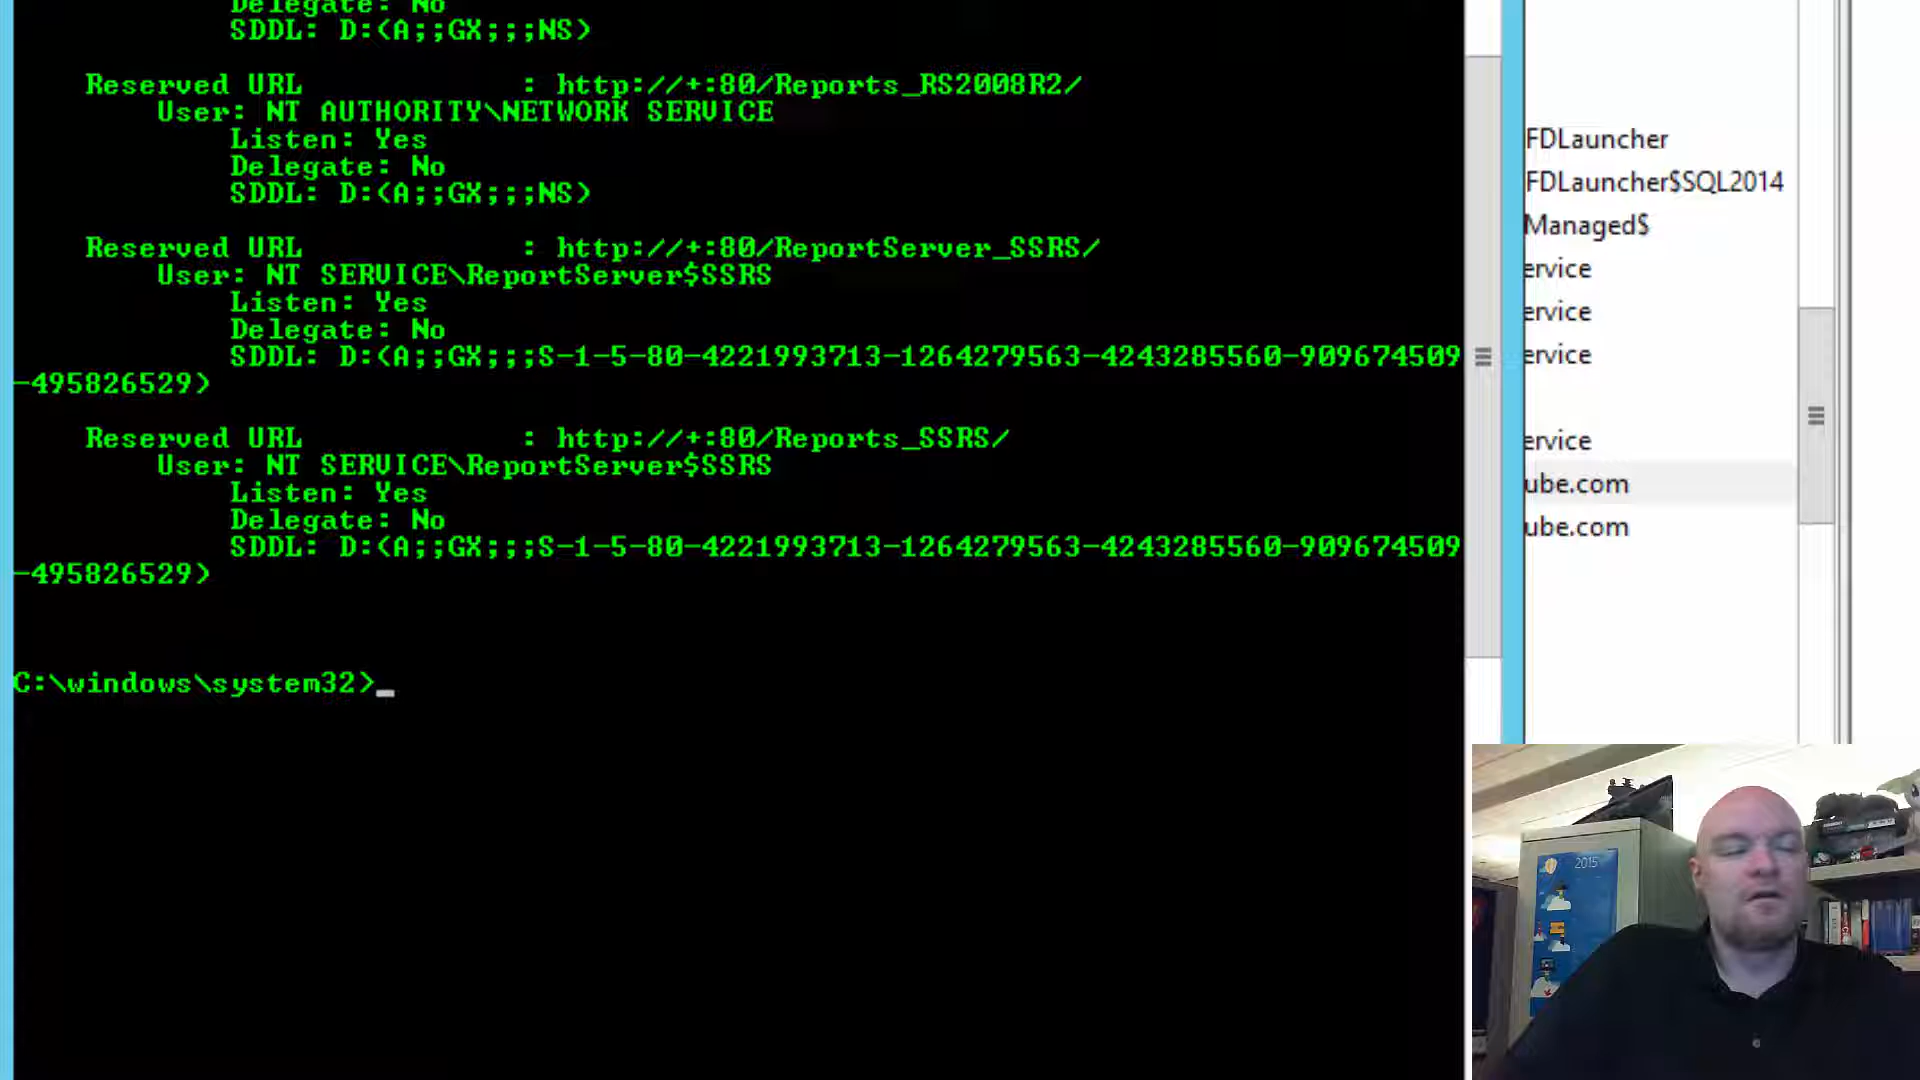 Delegate: No
SDDL: D:(A;;GX;;;NS)
Reserved URL : http://+:80/Reports_RS2008R2/
User: NT AUTHORITY\NETWORK SERVICE
Listen: Yes
Delegate: No
SDDL: D:(A;;GX;;;NS)
Reserved URL : http://+:80/ReportServer_SSRS/
User: NT SERVICE\ReportServer$SSRS
Listen: Yes
Delegate: No
SDDL: D:(A;;GX;;;S-1-5-80-4221993713-1264279563-4243285560-909674509
-495826529)
Reserved URL : http://+:80/Reports_SSRS/
User: NT SERVICE\ReportServer$SSRS
Listen: Yes
Delegate: No
SDDL: D:(A;;GX;;;S-1-5-80-4221993713-1264279563-4243285560-909674509
-495826529)
C:\windows\system32>
FDLauncher
FDLauncher$SQL2014
Managed$
ervice
ervice
ervice
ervice
ube.com
ube.com
2015